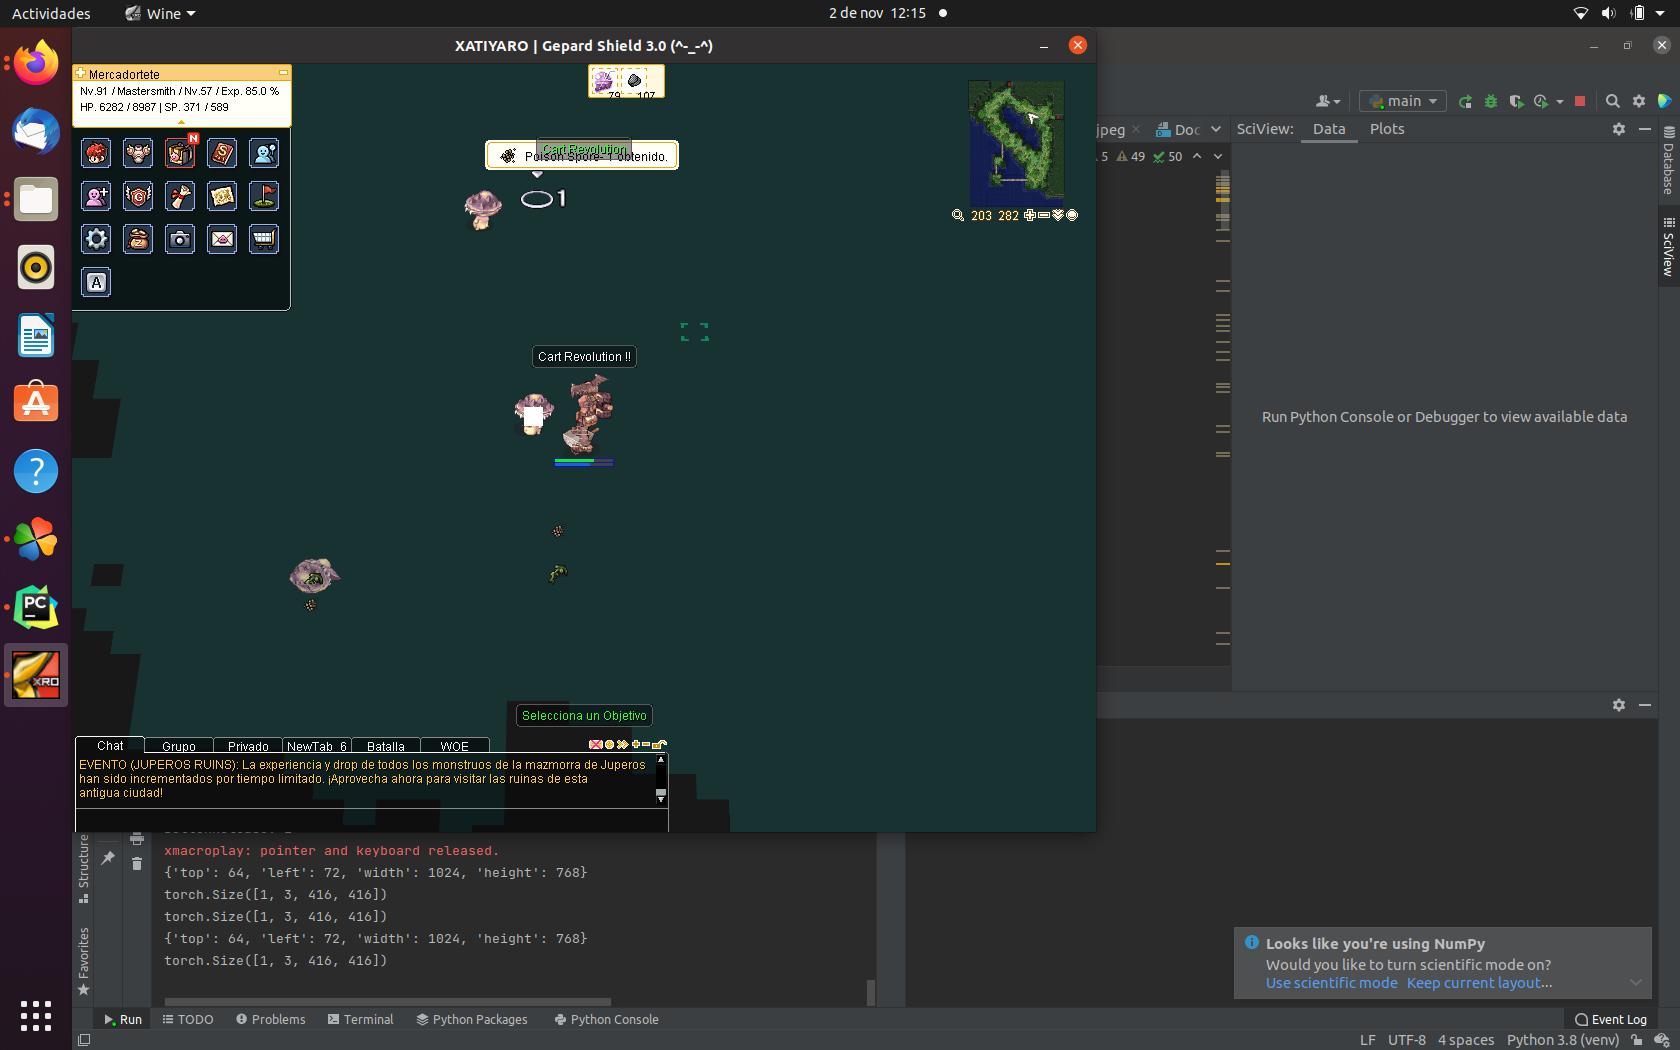 Actividades
Wine
2 de nov 12:15
XATIYARO | Gepard Shield 3.0 (^-_-^)
Mercadortete
Nv.91 / Mastersmith / Nv.57 / Exp. 85.0 %
HP. 6282 / 8987 | SP. 371 / 589
79 107
N
A
Cart Revolution
Poison Spore- 1 obtenido.
1
203 282
Cart Revolution !!
Selecciona un Objetivo
Chat Grupo Privado NewTab_6 Batalla WOE
EVENTO (JUPEROS RUINS): La experiencia y drop de todos los monstruos de la mazmorra de Juperos
han sido incrementados por tiempo limitado. ¡Aprovecha ahora para visitar las ruinas de esta
antigua ciudad!
main
jpeg Doc
SciView: Data Plots
5 49 50
Database
SciView
Run Python Console or Debugger to view available data
PC
XRO
Structure
Favorites
xmacroplay: pointer and keyboard released.
{'top': 64, 'left': 72, 'width': 1024, 'height': 768}
torch.Size([1, 3, 416, 416])
torch.Size([1, 3, 416, 416])
{'top': 64, 'left': 72, 'width': 1024, 'height': 768}
torch.Size([1, 3, 416, 416])
Looks like you're using NumPy
Would you like to turn scientific mode on?
Use scientific mode Keep current layout...
Run TODO Problems Terminal Python Packages Python Console
Event Log
LF UTF-8 4 spaces Python 3.8 (venv)